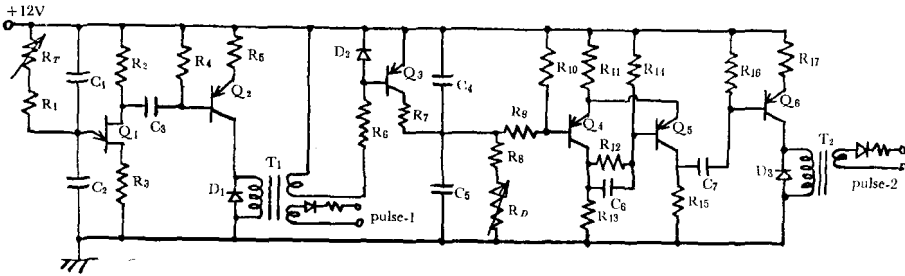 +12V
R_T
R_1
C_1
C_2
R_2
Q_1
R_3
C_3
R_4
R_5
Q_2
D_1
T_1
pulse-1
D_2
Q_3
R_6
R_7
C_4
C_5
R_9
R_8
R_D
R_10
R_11
Q_4
R_12
C_6
R_13
R_14
Q_5
R_15
C_7
R_16
R_17
Q_6
D_3
T_2
pulse-2